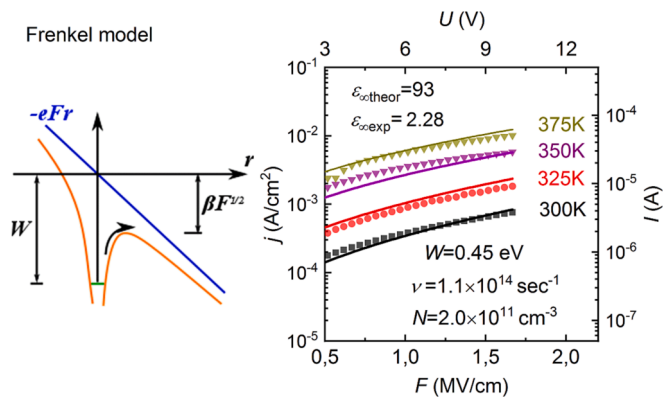 Frenkel model
-eFr
r
W
βF^{1/2}
U (V)
3 6 9 12
10^{-1}
10^{-2}
10^{-3}
10^{-4}
10^{-5}
j (A/cm^2)
ε_{∞theor}=93
ε_{∞exp}= 2.28
375K
350K
325K
300K
W=0.45 eV
ν=1.1×10^{14} sec^{-1}
N=2.0×10^{11} cm^{-3}
10^{-4}
10^{-5}
10^{-6}
10^{-7}
I (A)
0,5 1,0 1,5 2,0
F (MV/cm)